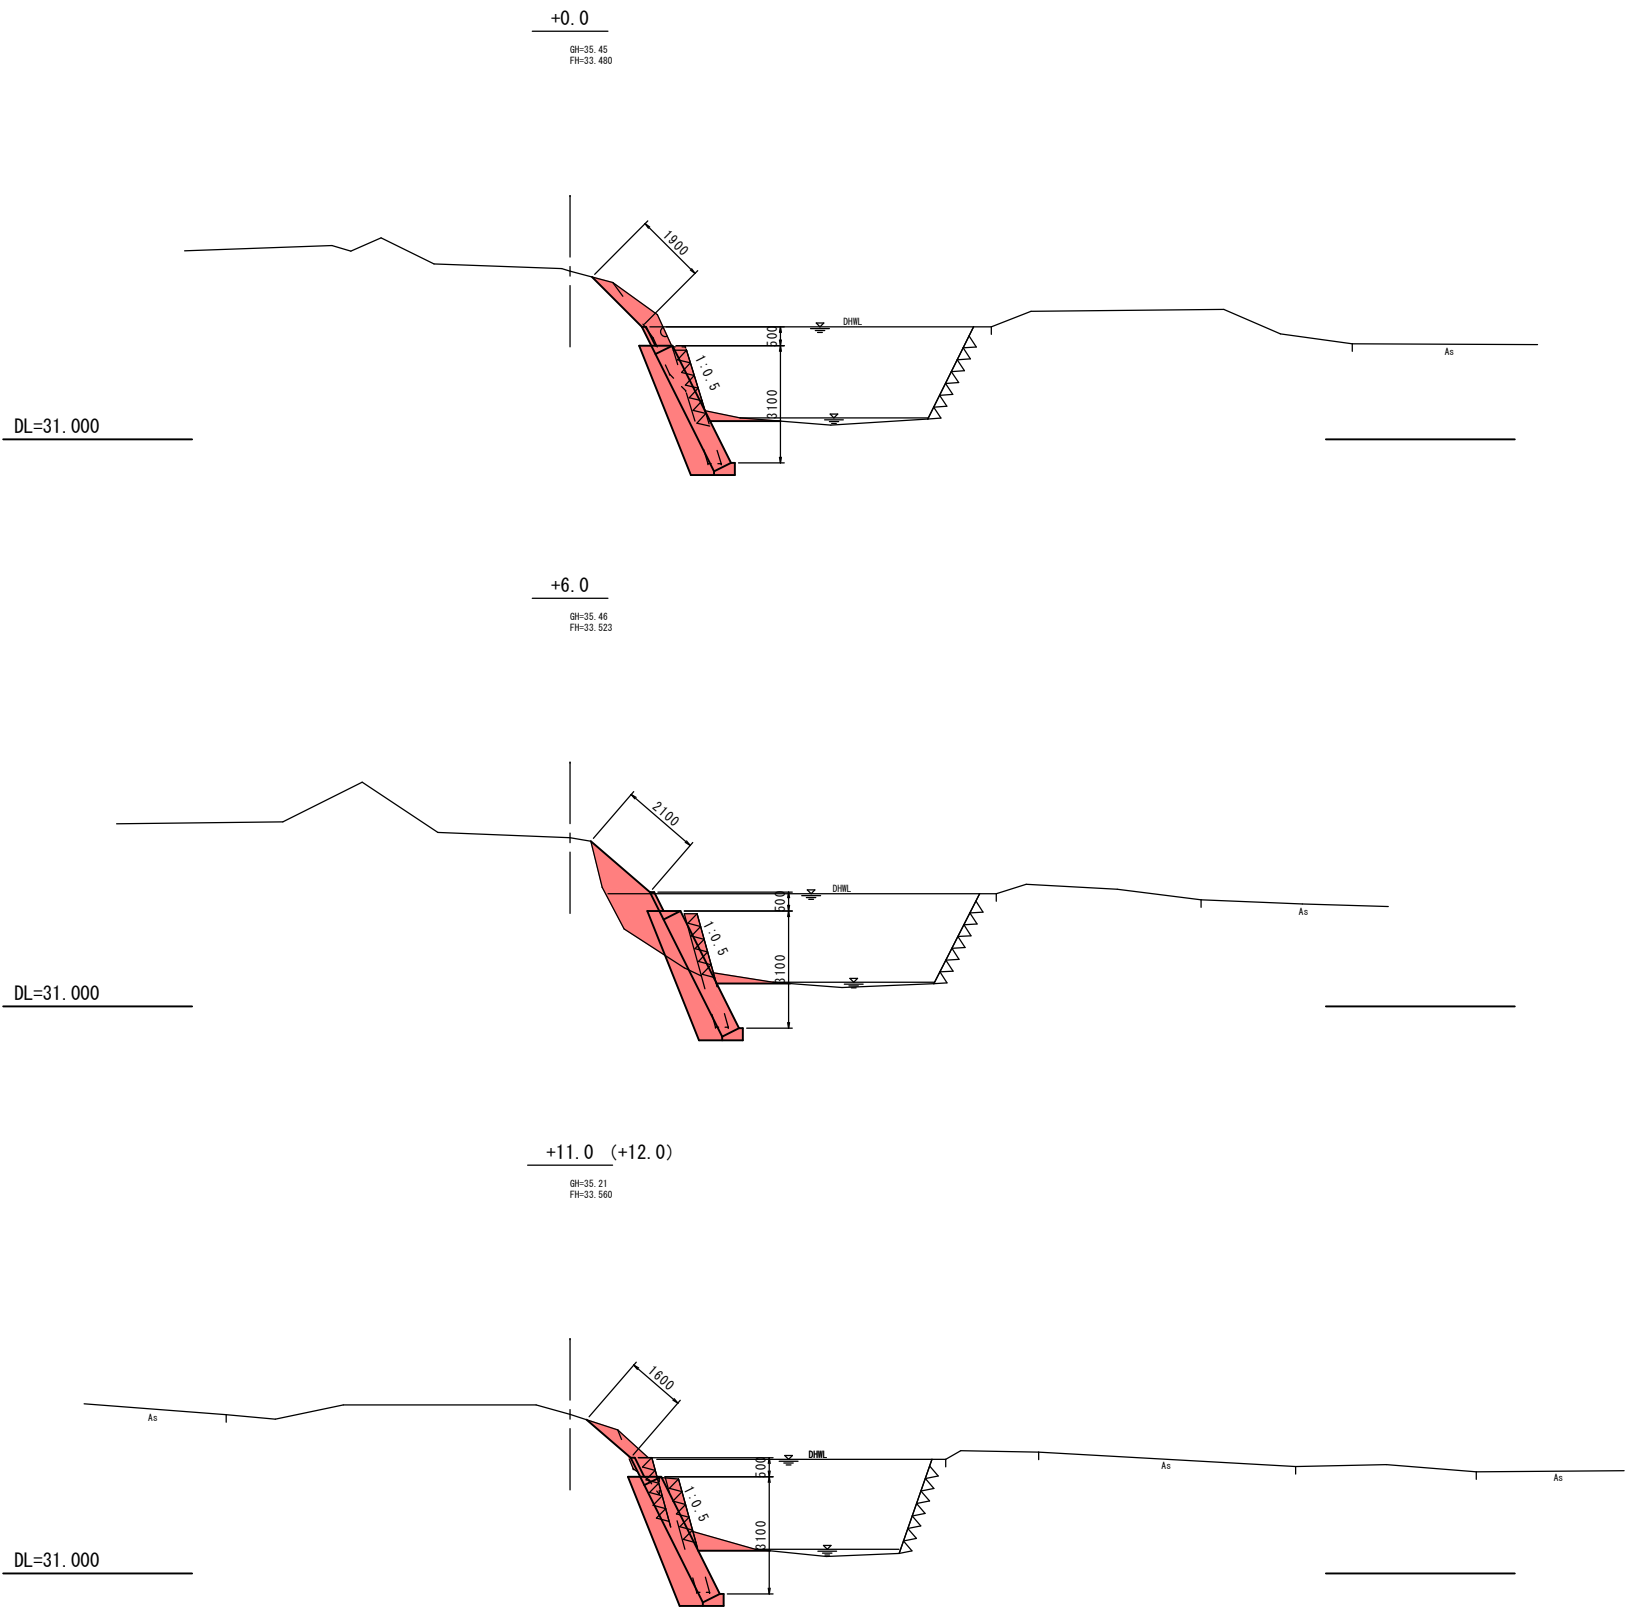 +0.0
GH=35.45
FH=33.480
1900
DHWL
500
1:0.5
3100
As
DL=31.000
+6.0
GH=35.46
FH=33.523
2100
DHWL
500
1:0.5
3100
As
DL=31.000
+11.0 (+12.0)
GH=35.21
FH=33.560
1600
As
DHWL
500
As
As
1:0.5
3100
DL=31.000